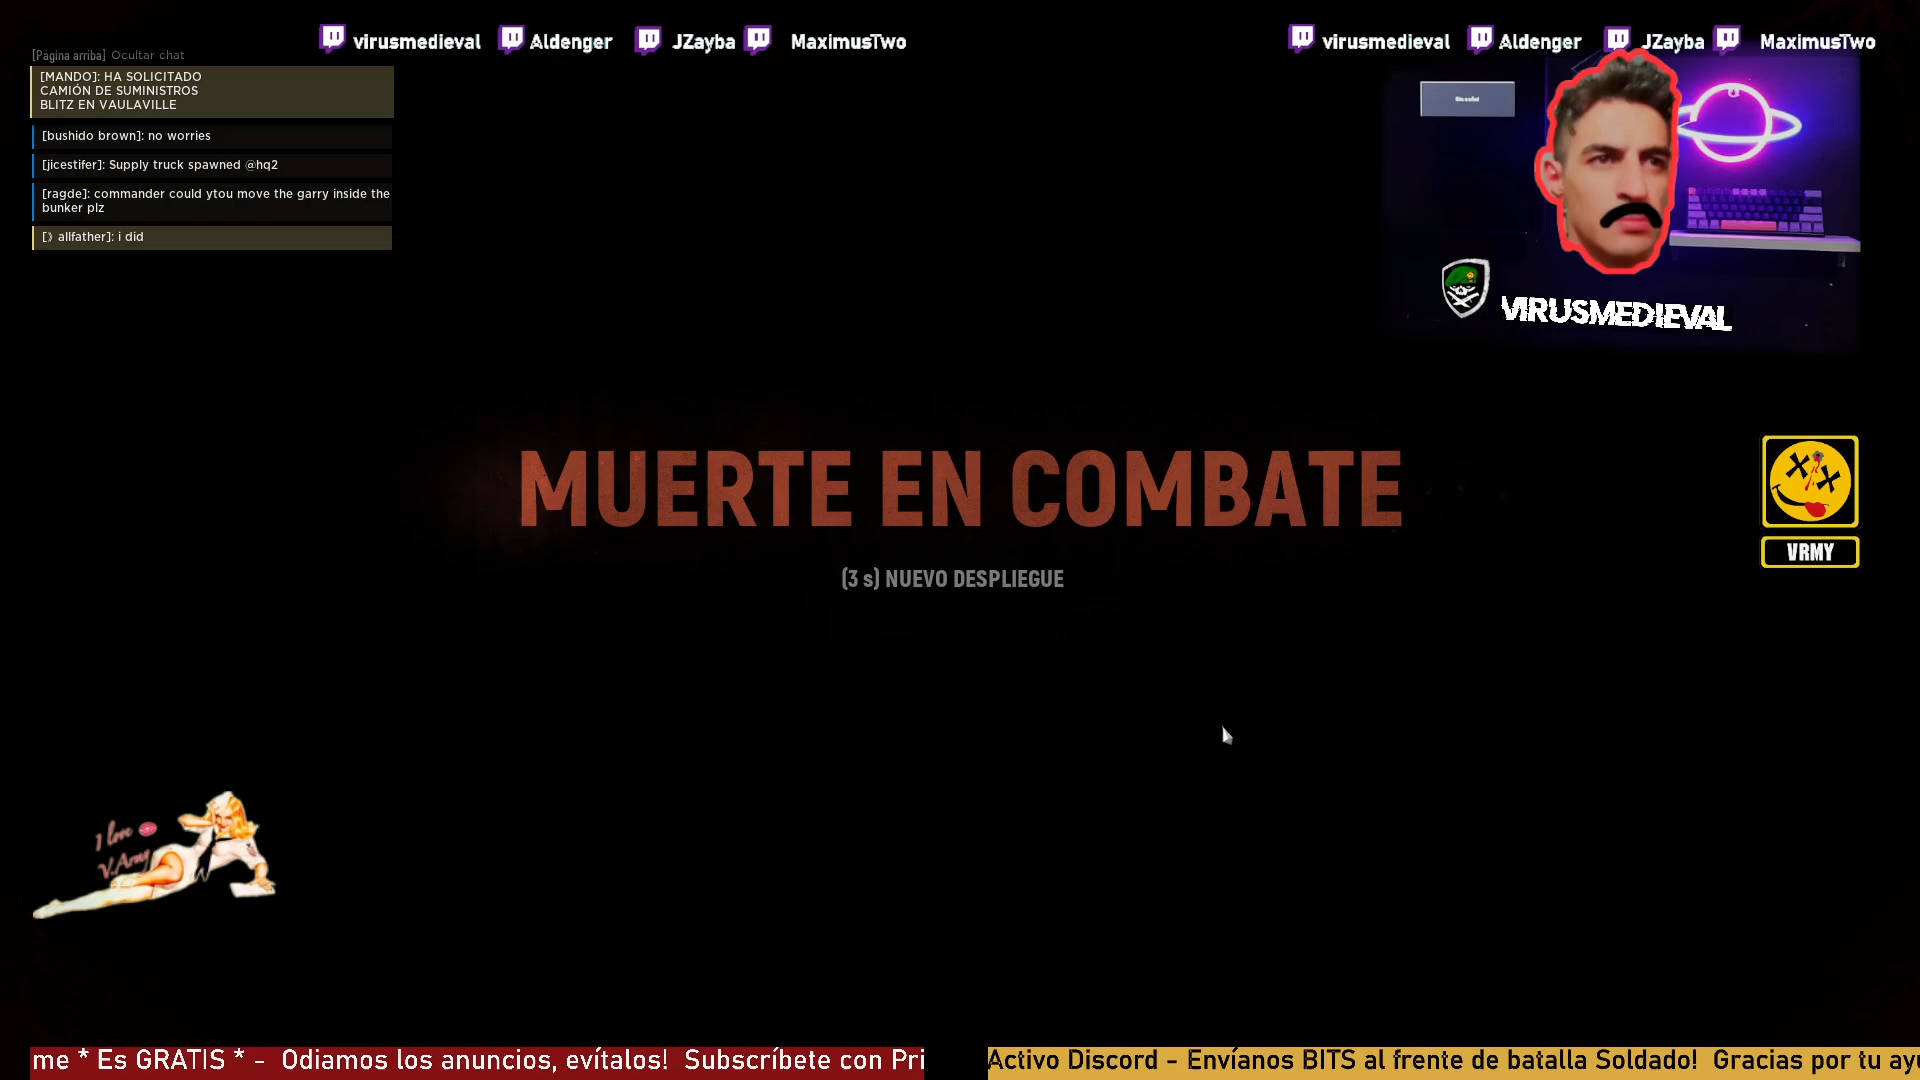 virusmedieval Aldenger JZayba MaximusTwo
virusmedieval Aldenger JZayba MaximusTwo
[Página arriba] Ocultar chat
[MANDO]: HA SOLICITADO
CAMIÓN DE SUMINISTROS
BLITZ EN VAULAVILLE
[bushido brown]: no worries
[jicestifer]: Supply truck spawned @hq2
[ragde]: commander could ytou move the garry inside the
bunker plz
[》 allfather]: i did
VIRUSMEDIEVAL
MUERTE EN COMBATE
(3 s) NUEVO DESPLIEGUE
VRMY
I love
V.Army
me * Es GRATIS * - Odiamos los anuncios, evítalos! Subscríbete con Pri
Activo Discord - Envíanos BITS al frente de batalla Soldado! Gracias por tu ayu